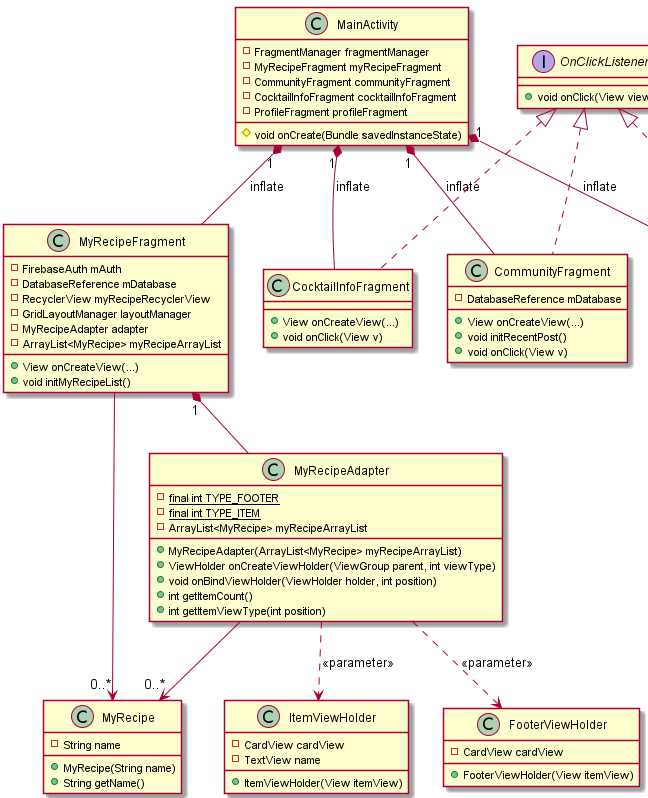 C MainActivity
FragmentManager fragmentManager
MyRecipeFragment myRecipeFragment
CommunityFragment communityFragment
CocktailInfoFragment cocktailInfoFragment
ProfileFragment profileFragment
void onCreate(Bundle savedInstanceState)
I OnClickListener
void onClick(View view
1
1
1
1
inflate
inflate
inflate
inflate
C MyRecipeFragment
FirebaseAuth mAuth
DatabaseReference mDatabase
RecyclerView myRecipeRecyclerView
GridLayoutManager layoutManager
MyRecipeAdapter adapter
ArrayList<MyRecipe> myRecipeArrayList
View onCreateView(...)
void initMyRecipeList()
C CocktailInfoFragment
View onCreateView(...)
void onClick(View v)
C CommunityFragment
DatabaseReference mDatabase
View onCreateView(...)
void initRecentPost()
void onClick(View v)
1
C MyRecipeAdapter
final int TYPE_FOOTER
final int TYPE_ITEM
ArrayList<MyRecipe> myRecipeArrayList
MyRecipeAdapter(ArrayList<MyRecipe> myRecipeArrayList)
ViewHolder onCreateViewHolder(ViewGroup parent, int viewType)
void onBindViewHolder(ViewHolder holder, int position)
int getItemCount()
int getItemViewType(int position)
«parameter»
«parameter»
0..*
0..*
C MyRecipe
String name
MyRecipe(String name)
String getName()
C ItemViewHolder
CardView cardView
TextView name
ItemViewHolder(View itemView)
C FooterViewHolder
CardView cardView
FooterViewHolder(View itemView)